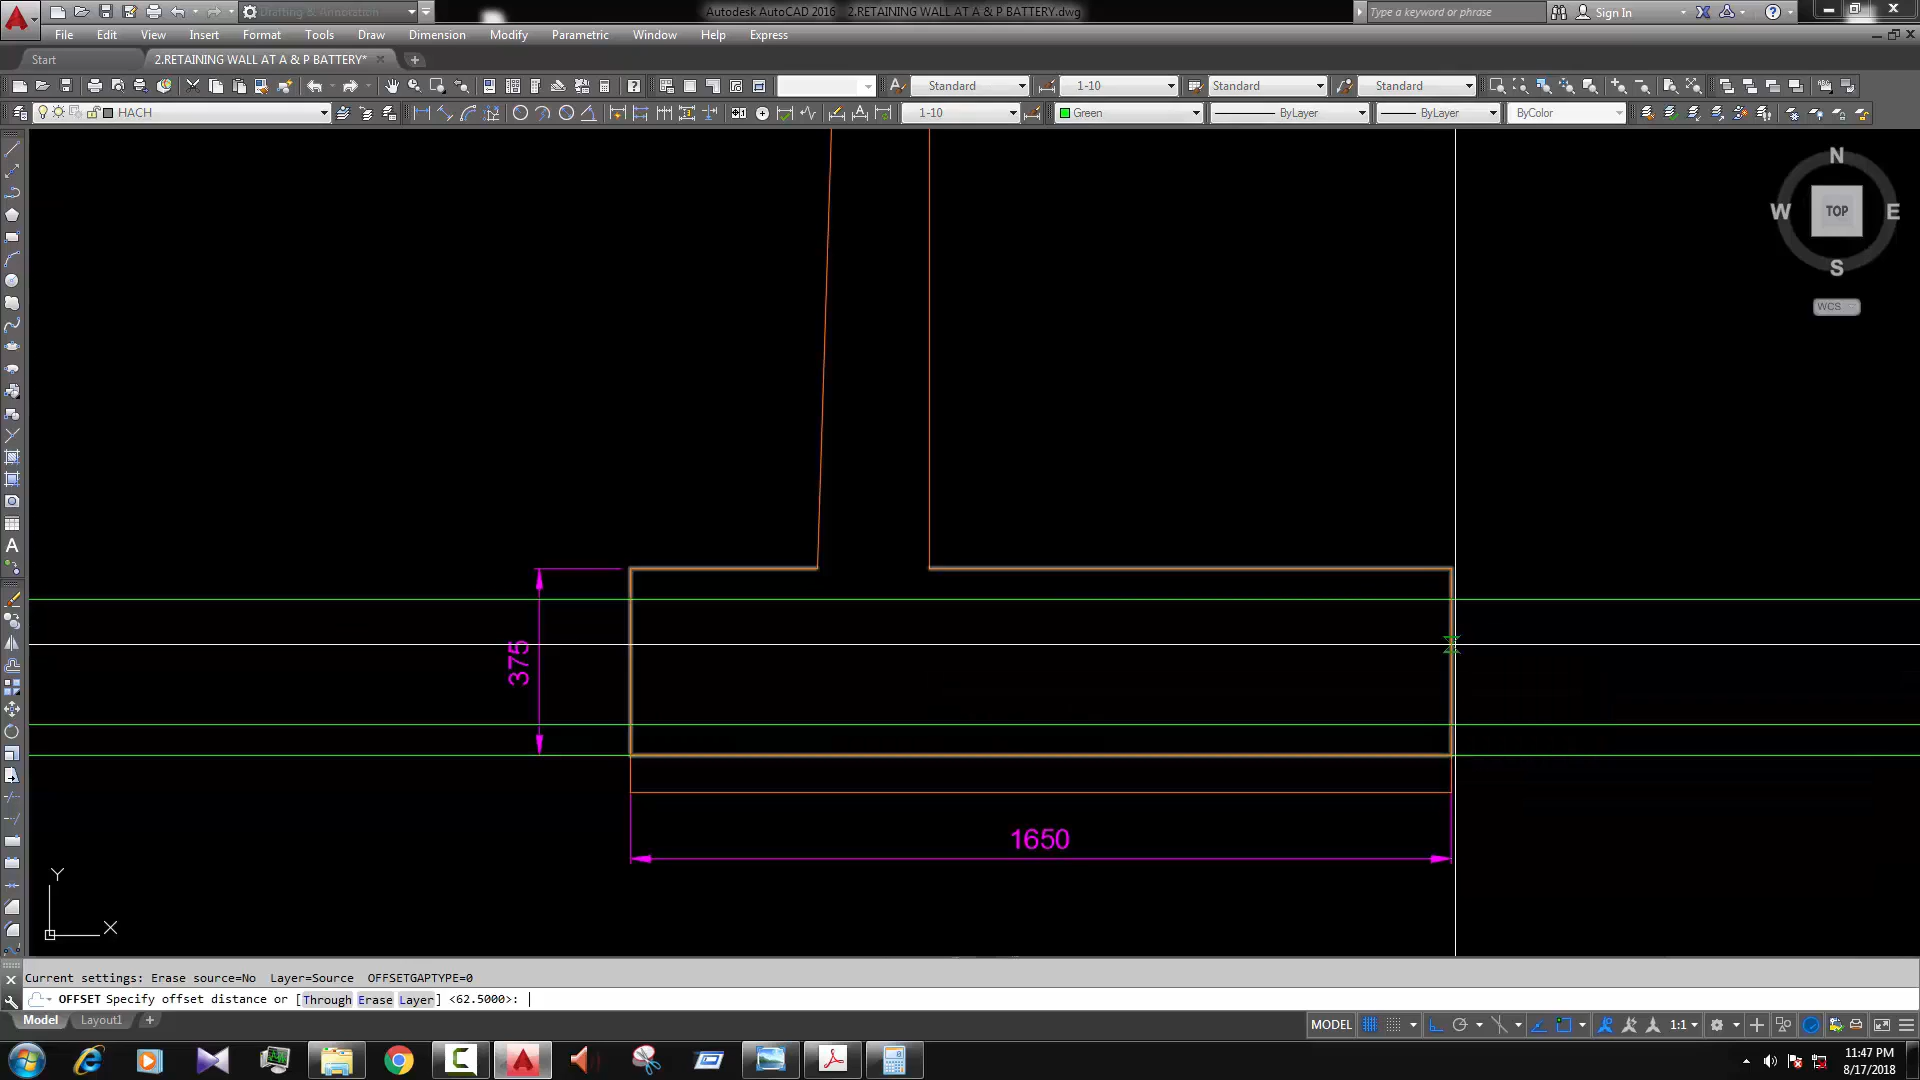 Drafting & Annotation
Autodesk AutoCAD 2016 - 2.RETAINING WALL AT A & P BATTERY.dwg
Type a keyword or phrase
Sign In
File Edit View Insert Format Tools Draw Dimension Modify Parametric Window Help Express
Start
2.RETAINING WALL AT A & P BATTERY*
Standard
1-10
Standard
Standard
HACH
1-10
Green
ByLayer
ByLayer
ByColor
N
W TOP E
S
WCS
375
1650
Y
X
Current settings: Erase source=No Layer=Source OFFSETGAPTYPE=0
OFFSET Specify offset distance or [Through Erase Layer] <62.5000>:
Model Layout1
MODEL
1:1
11:47 PM
8/17/2018